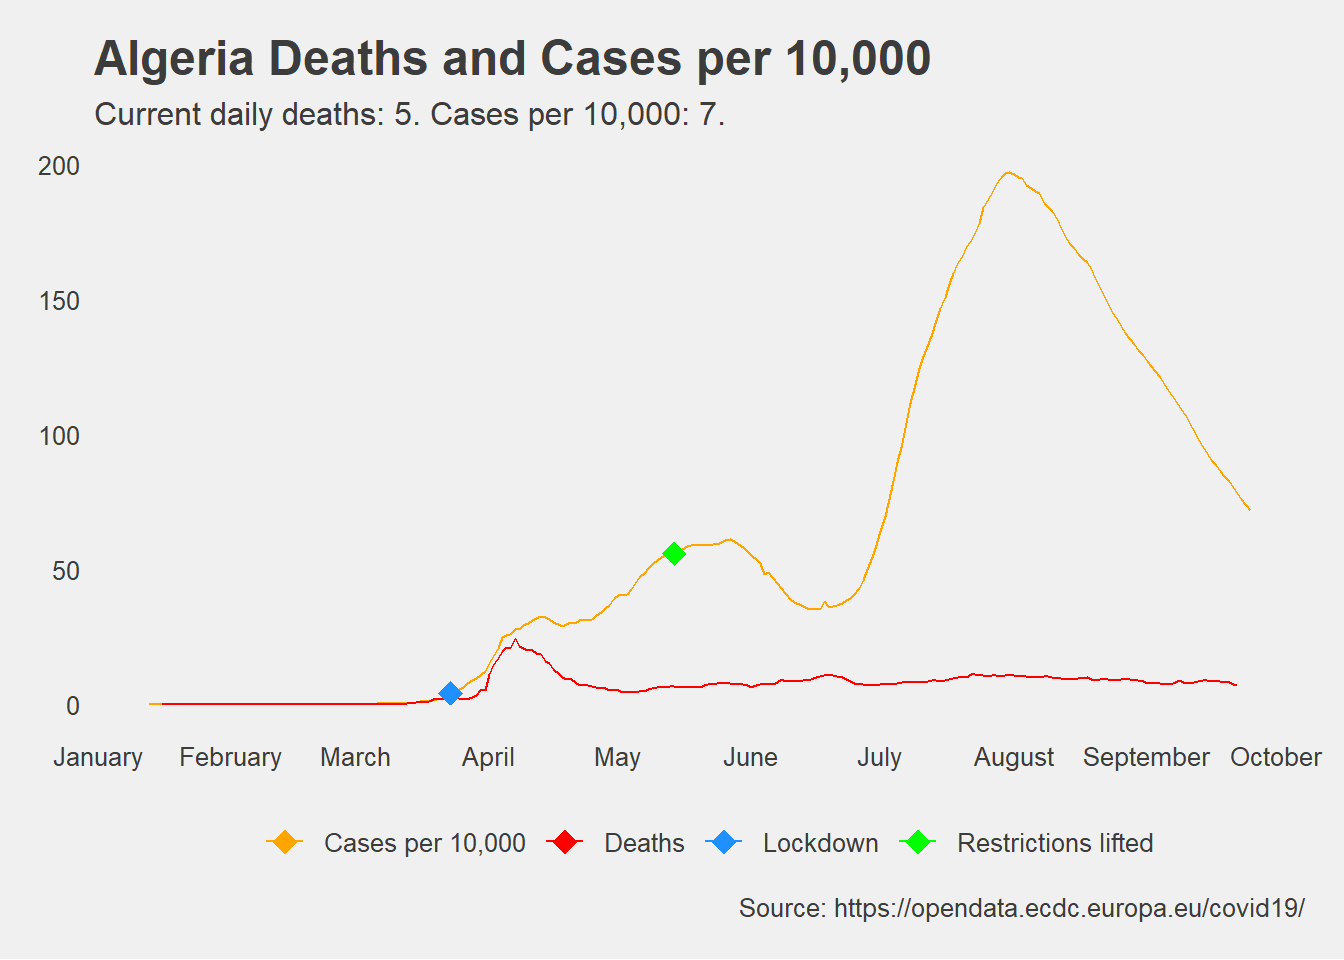 Algeria Deaths and Cases per 10,000
Current daily deaths: 5. Cases per 10,000: 7.
200
150
100
50
0
January February March April May June July August September October
Cases per 10,000 Deaths Lockdown Restrictions lifted
Source: https://opendata.ecdc.europa.eu/covid19/